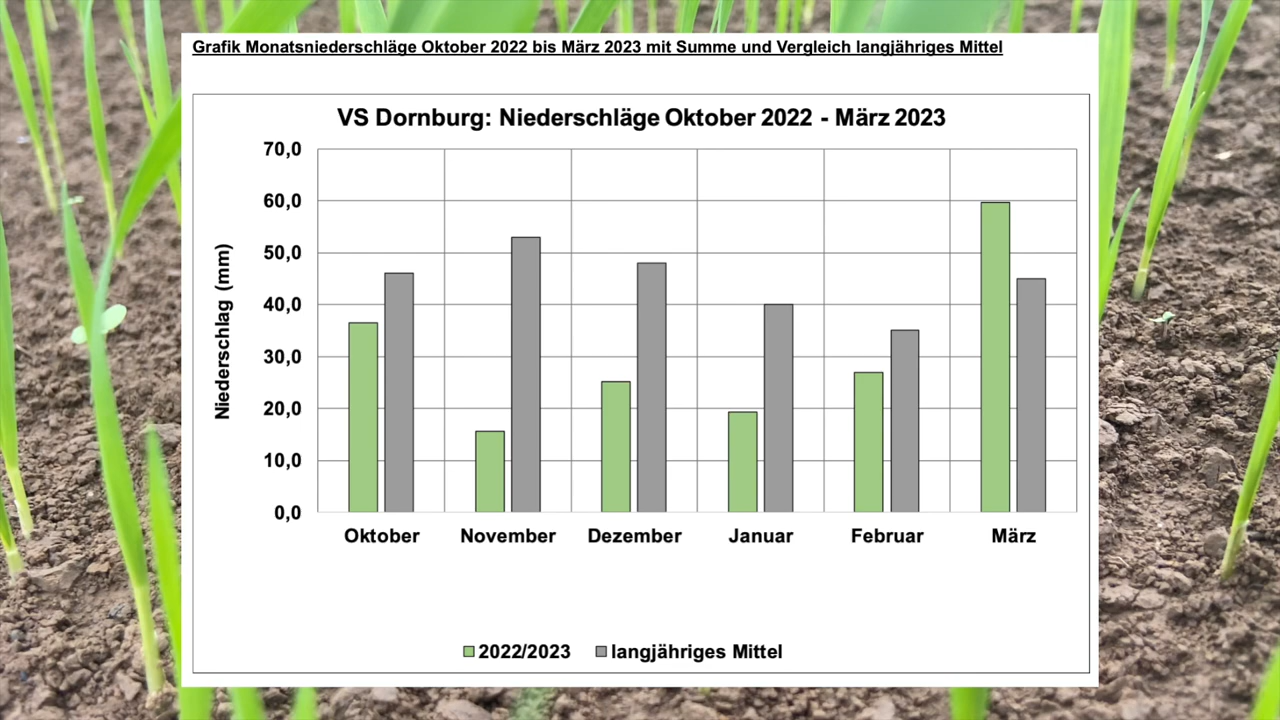 Grafik Monatsniederschläge Oktober 2022 bis März 2023 mit Summe und Vergleich langjähriges Mittel
VS Dornburg: Niederschläge Oktober 2022 - März 2023
70,0
60,0
50,0
40,0
30,0
20,0
10,0
0,0
Niederschlag (mm)
Oktober November Dezember Januar Februar März
2022/2023 langjähriges Mittel